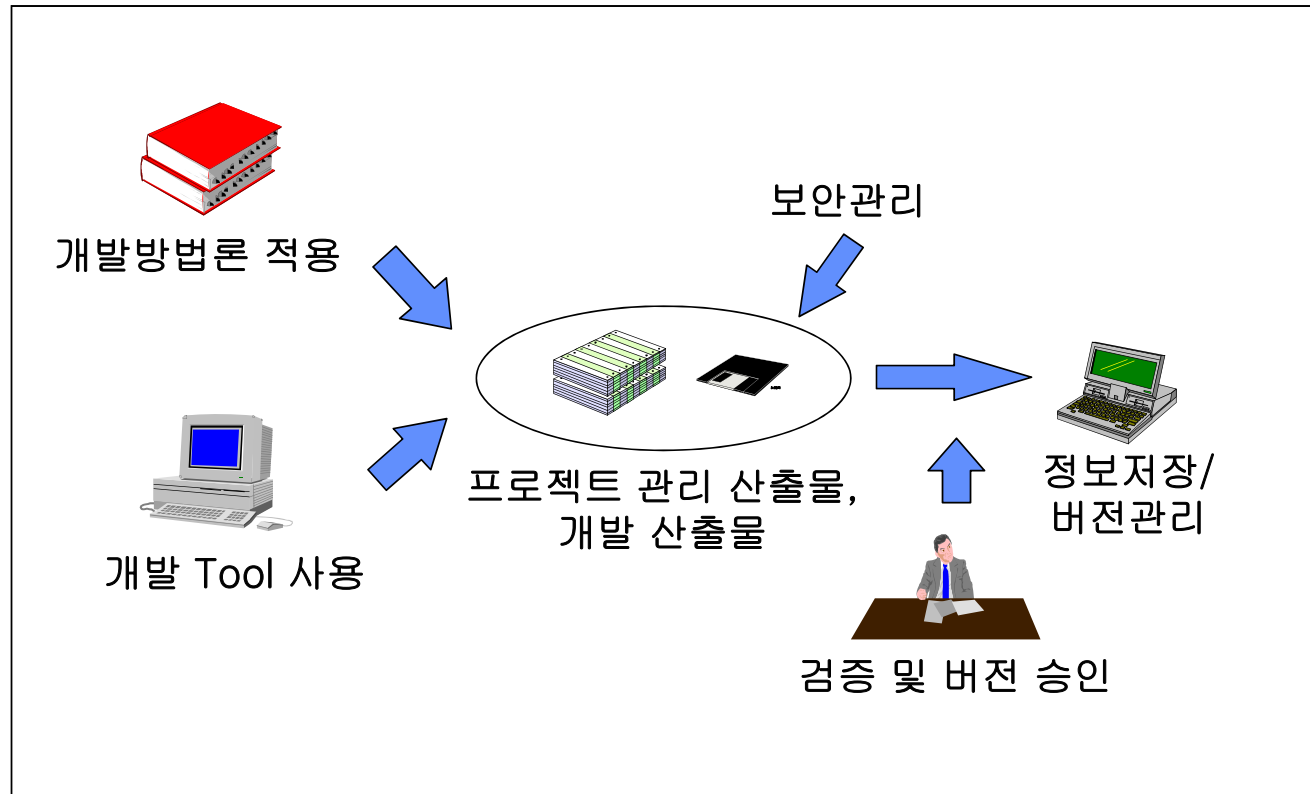 보안관리
개발방법론 적용
프로젝트 관리 산출물,
개발 산출물
정보저장/
버전관리
개발 Tool 사용
검증 및 버전 승인